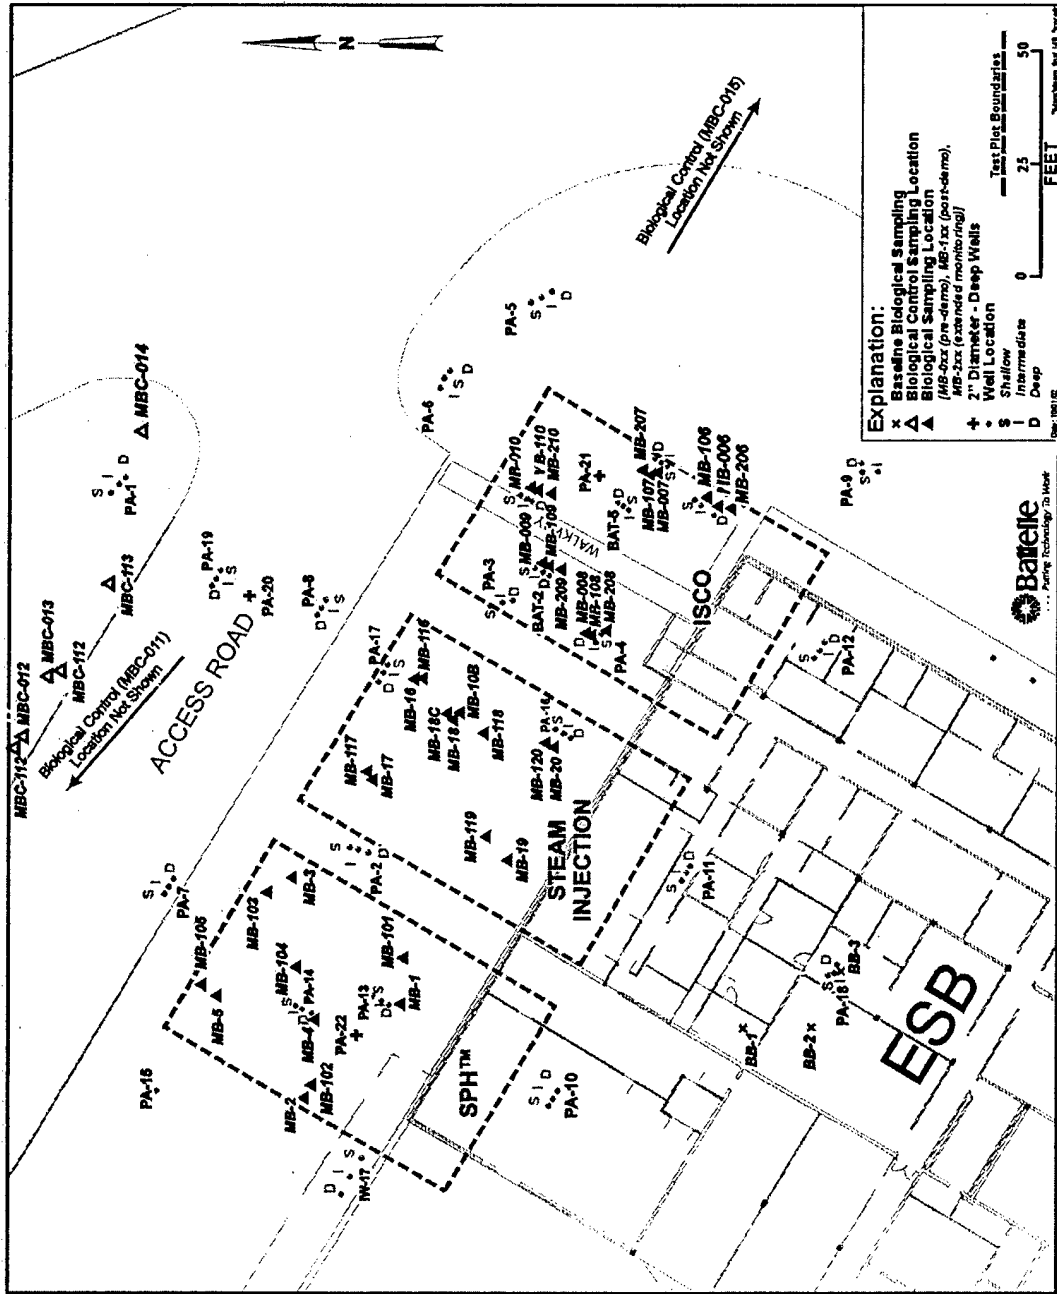 N
MBC-014
PA-1
S
I
D
MBC-113
PA-19
D
I
S
PA-20
PA-8
D
I
S
MBC-013
MBC-112
MBC-012
MBC-112
Biological Control (MBC-011)
Location Not Shown
ACCESS ROAD
Biological Control (MBC-015)
Location Not Shown
PA-5
S
I
D
PA-6
I
S
D
PA-7
S
I
D
PA-15
MB-105
MB-5
MB-103
MB-3
MB-104
PA-14
MB-4
PA-22
PA-13
MB-101
MB-1
MB-2
MB-102
IW-17
D
I
S
SPH™
PA-10
S
I
D
PA-2
S
I
D
MB-117
MB-17
PA-17
D
I
S
MB-16
MB-116
MB-18C
MB-18
MB-10B
MB-118
MB-120
MB-20
MB-119
MB-19
STEAM
INJECTION
PA-11
S
I
D
PA-3
BAT-2
MB-009
MB-109
MB-209
MB-110
MB-210
WALKWAY
PA-21
BAT-5
MB-207
MB-107
MB-007
MB-106
MB-206
MB-008
MB-108
MB-208
PA-4
ISCO
PA-9
S
D
I
PA-12
S
I
D
BB-1
BB-2
BB-3
ESB
Explanation:
× Baseline Biological Sampling
Biological Control Sampling Location
Biological Sampling Location
[MB-0xx (pre-demo), MB-1xx (post-demo),
MB-2xx (extended monitoring)]
+ 2" Diameter - Deep Wells
Well Location
S Shallow
I Intermediate
D Deep
Test Plot Boundaries
0 25 50
FEET
Battelle
. . . Putting Technology To Work